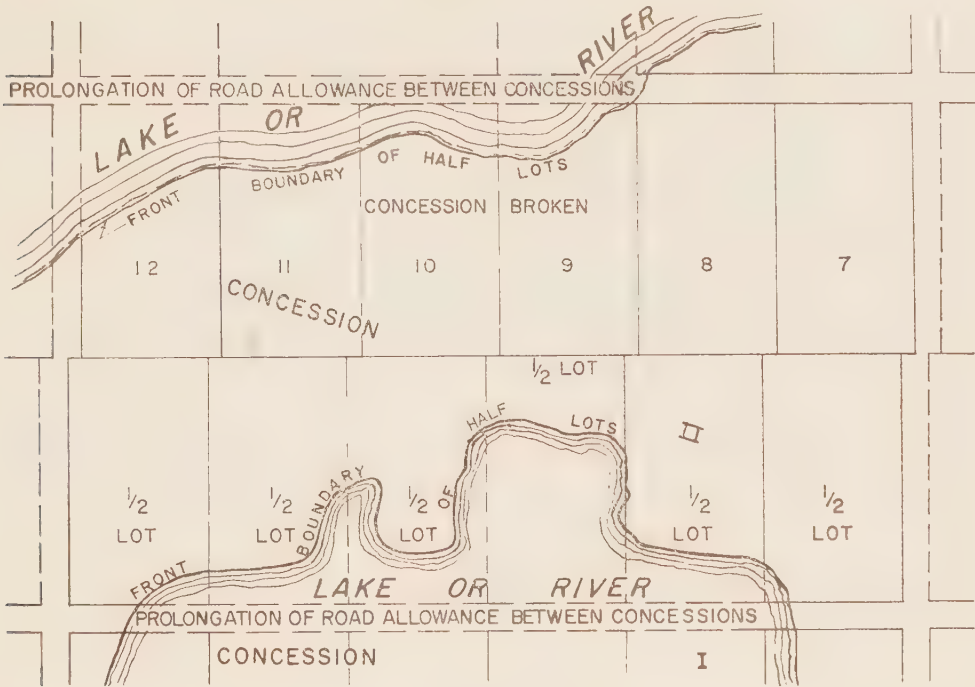 RIVER
PROLONGATION OF ROAD ALLOWANCE BETWEEN CONCESSIONS
LAKE OR
FRONT BOUNDARY OF HALF LOTS
CONCESSION BROKEN
12 11 10 9 8 7
CONCESSION
1/2 LOT
HALF LOTS
II
BOUNDARY OF
1/2 LOT
1/2 LOT
1/2 LOT
1/2 LOT
1/2 LOT
FRONT
LAKE OR RIVER
PROLONGATION OF ROAD ALLOWANCE BETWEEN CONCESSIONS
CONCESSION I